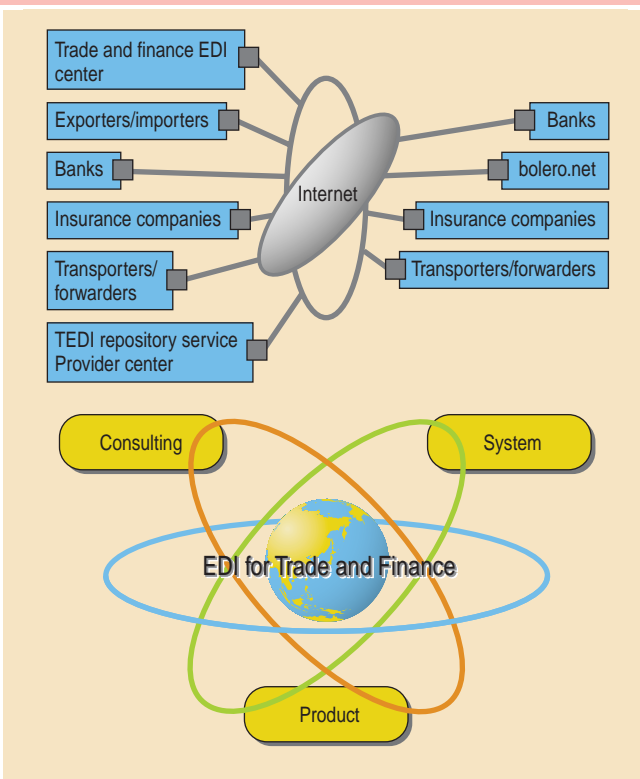 Trade and finance EDI
center
Exporters/importers
Banks
Insurance companies
Transporters/
forwarders
TEDI repository service
Provider center
Internet
Banks
bolero.net
Insurance companies
Transporters/forwarders
Consulting
System
EDI for Trade and Finance
Product